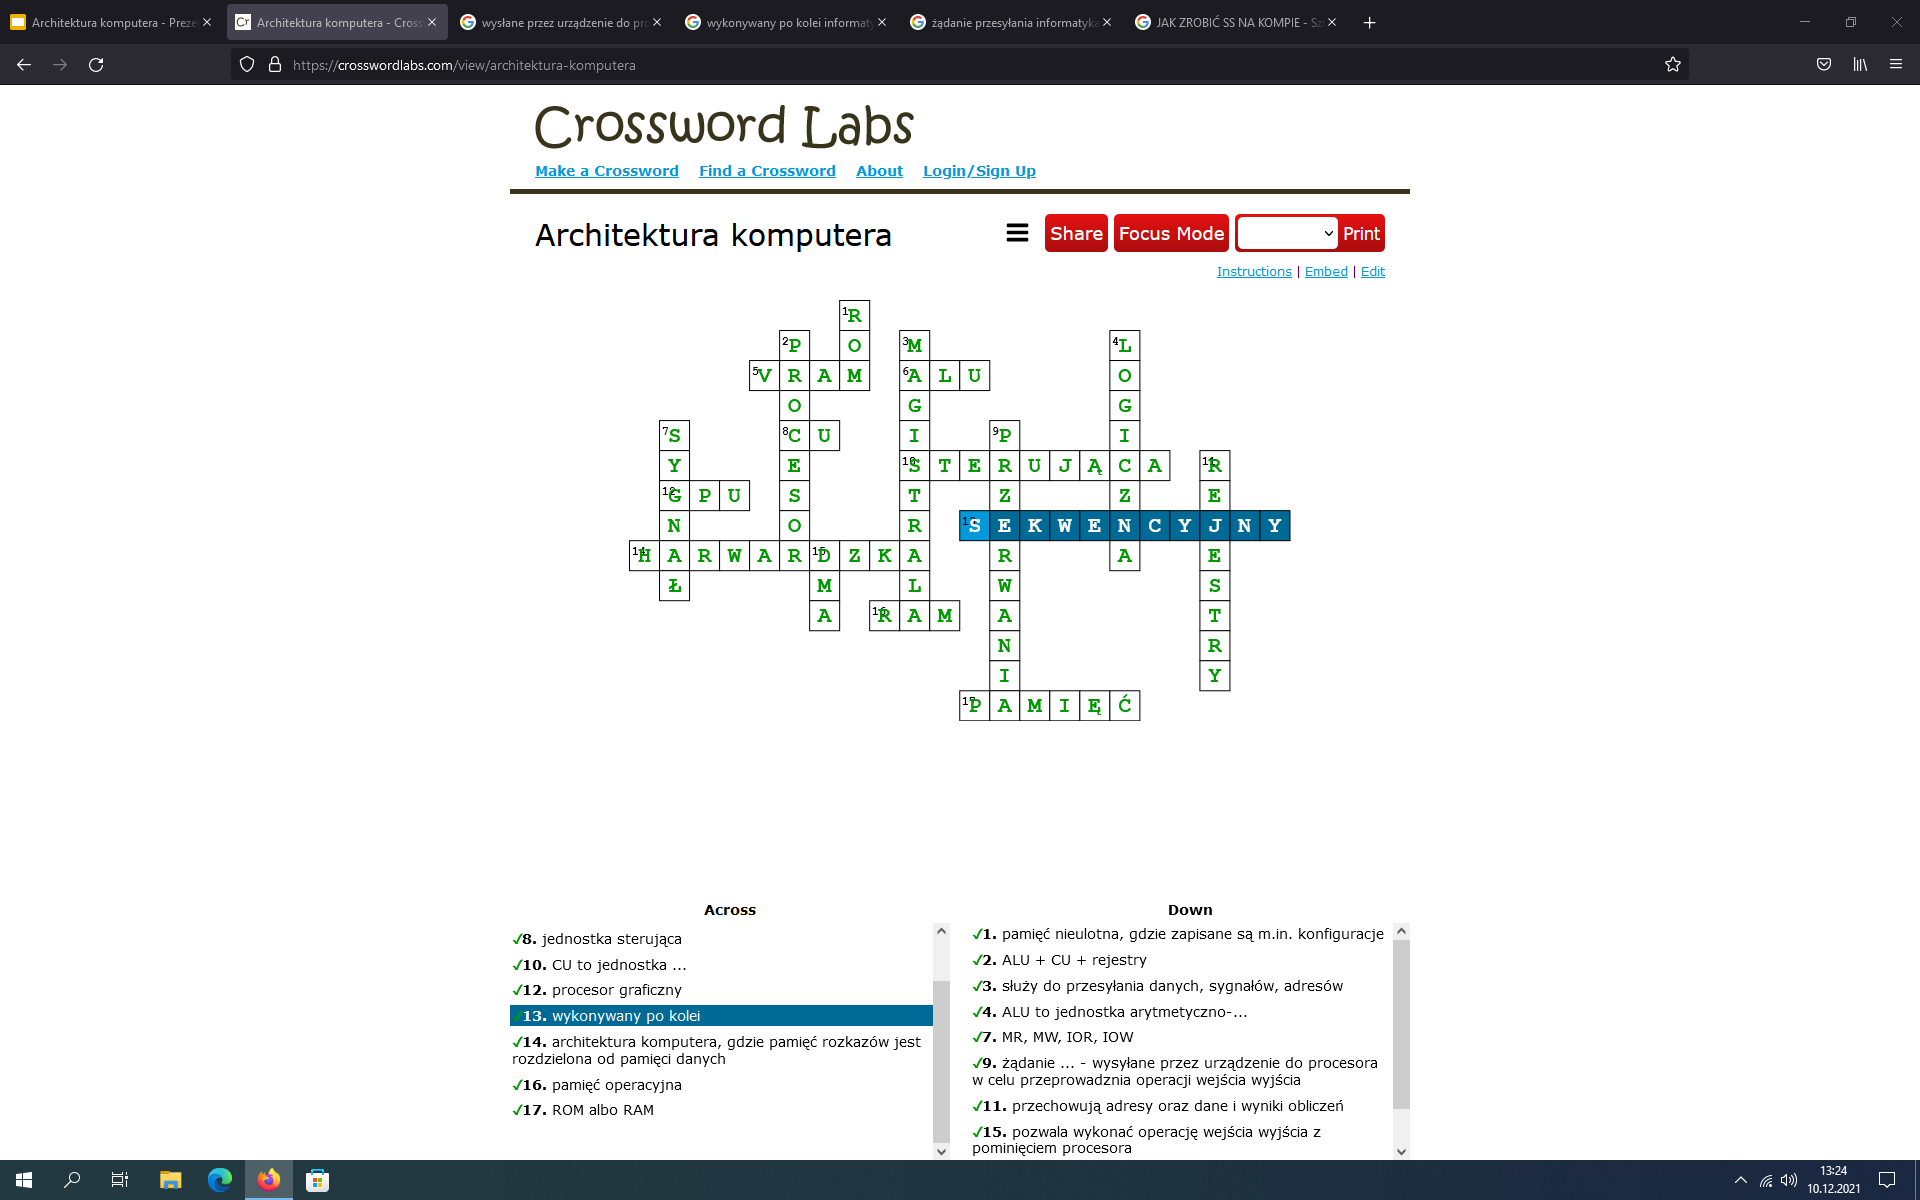 Architektura komputera - Preze
Architektura komputera - Cross
wysłane przez urządzenie do pro
wykonywany po kolei informaty
żądanie przesyłania informatyka
JAK ZROBIĆ SS NA KOMPIE - Sz
https://crosswordlabs.com/view/architektura-komputera
Crossword Labs
Make a Crossword Find a Crossword About Login/Sign Up
Architektura komputera
Share Focus Mode Print
Instructions | Embed | Edit
1 R
2 P O 3 M 4 L
5 V R A M 6 A L U O
O G G
7 S 8 C U I 9 P I
Y E 10 S T E R U J Ą C A 11 R
12 G P U S T Z Z E
N O R 13 S E K W E N C Y J N Y
14 H A R W A R 15 D Z K A R A E
Ł M L W S
A 16 R A M A T
N R
I Y
17 P A M I Ę Ć
Across
✓8. jednostka sterująca
✓10. CU to jednostka ...
✓12. procesor graficzny
✓13. wykonywany po kolei
✓14. architektura komputera, gdzie pamięć rozkazów jest
rozdzielona od pamięci danych
✓16. pamięć operacyjna
✓17. ROM albo RAM
Down
✓1. pamięć nieulotna, gdzie zapisane są m.in. konfiguracje
✓2. ALU + CU + rejestry
✓3. służy do przesyłania danych, sygnałów, adresów
✓4. ALU to jednostka arytmetyczno-...
✓7. MR, MW, IOR, IOW
✓9. żądanie ... - wysyłane przez urządzenie do procesora
w celu przeprowadznia operacji wejścia wyjścia
✓11. przechowują adresy oraz dane i wyniki obliczeń
✓15. pozwala wykonać operację wejścia wyjścia z
pominięciem procesora
13:24
10.12.2021